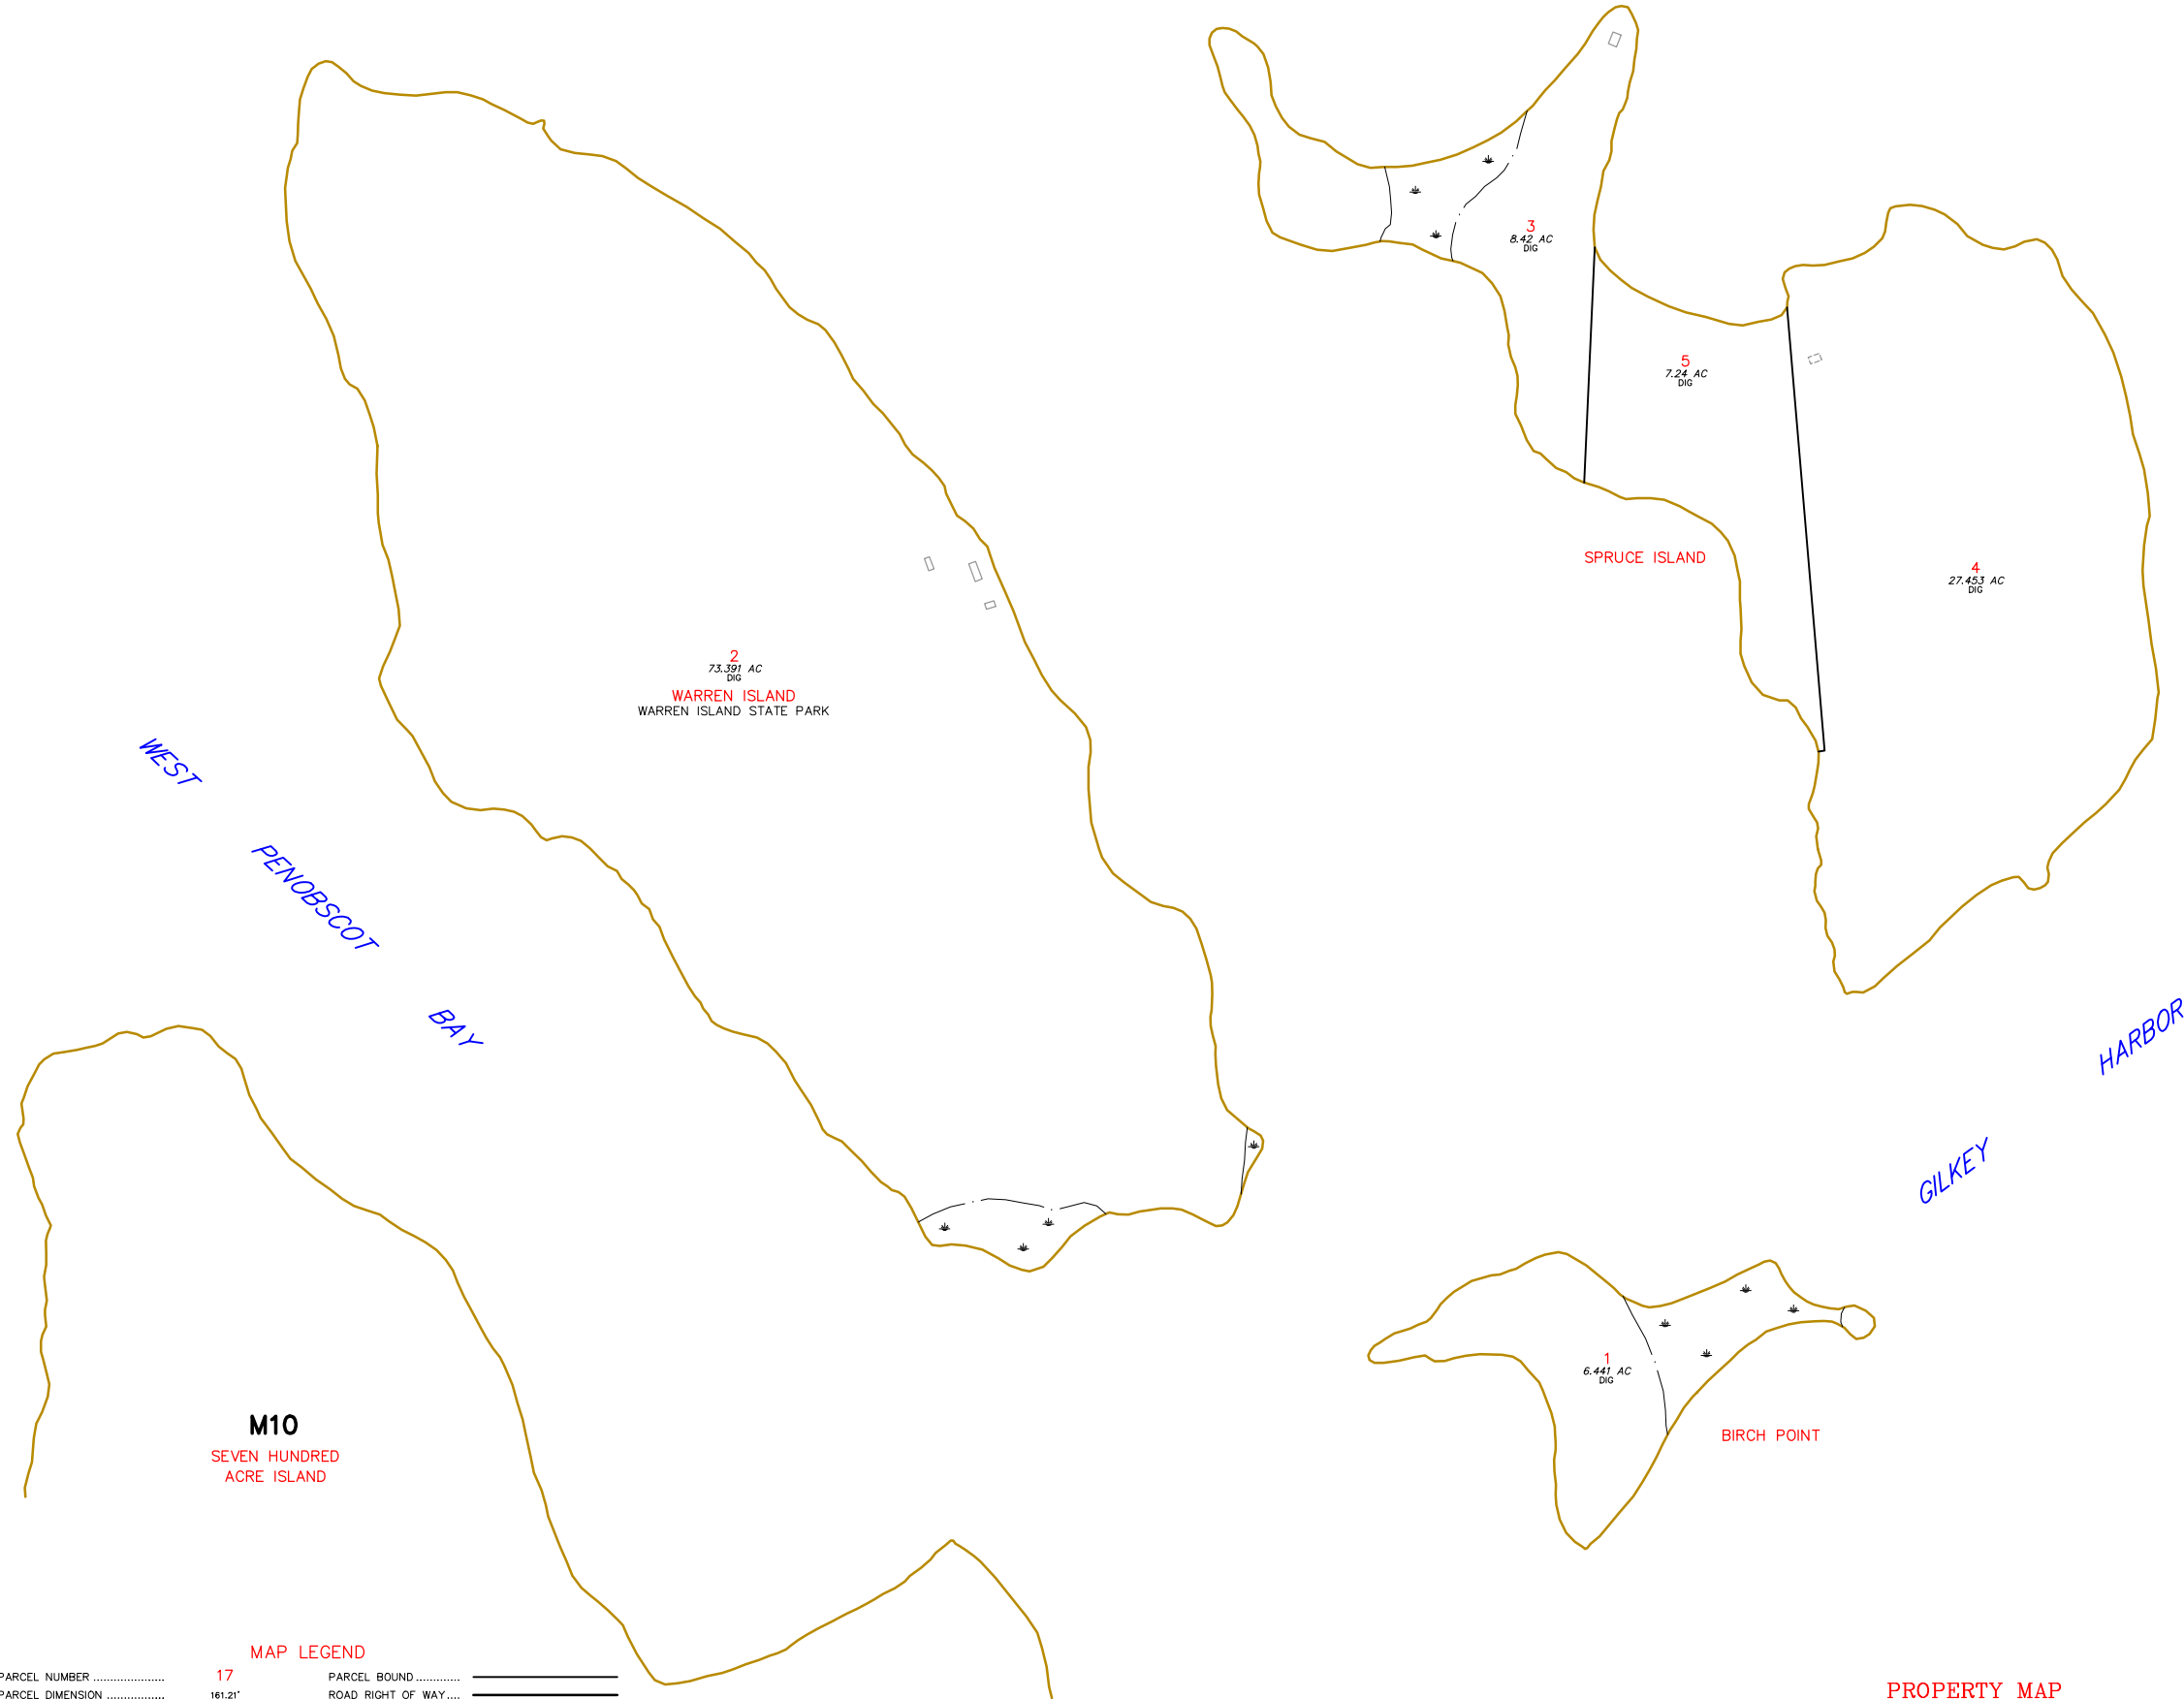 3
8.42 AC
DIG
5
7.24 AC
DIG
SPRUCE ISLAND
4
27.453 AC
DIG
2
73.391 AC
DIG
WARREN ISLAND
WARREN ISLAND STATE PARK
WEST
PENOBSCOT
BAY
HARBOR
GILKEY
1
6.441 AC
DIG
BIRCH POINT
M10
SEVEN HUNDRED
ACRE ISLAND
MAP LEGEND
PARCEL NUMBER .................... 17 PARCEL BOUND ............
PARCEL DIMENSION ................. 161.21' ROAD RIGHT OF WAY....
PROPERTY MAP